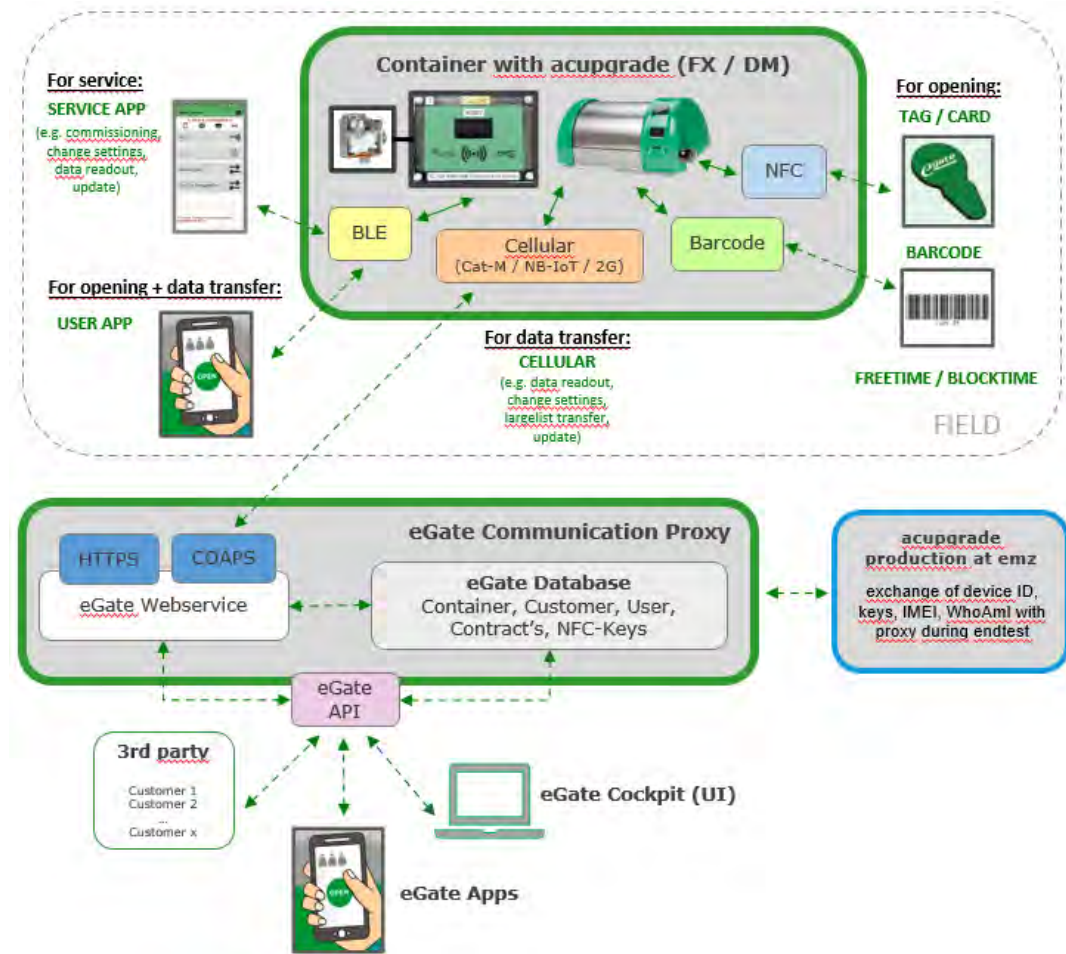 Container with acupgrade (FX / DM)
For service:
SERVICE APP
(e.g. commissioning,
change settings,
data readout,
update)
For opening:
TAG / CARD
NFC
BLE
Cellular
(Cat-M / NB-IoT / 2G)
Barcode
BARCODE
For opening + data transfer:
USER APP
OPEN
For data transfer:
CELLULAR
(e.g. data readout,
change settings,
largelist transfer,
update)
FREETIME / BLOCKTIME
FIELD
eGate Communication Proxy
HTTPS
COAPS
eGate Webservice
eGate Database
Container, Customer, User,
Contract's, NFC-Keys
acupgrade
production at emz
exchange of device ID,
keys, IMEI, WhoAmI with
proxy during endtest
eGate
API
3rd party
Customer 1
Customer 2
...
Customer x
eGate Cockpit (UI)
OPEN
eGate Apps